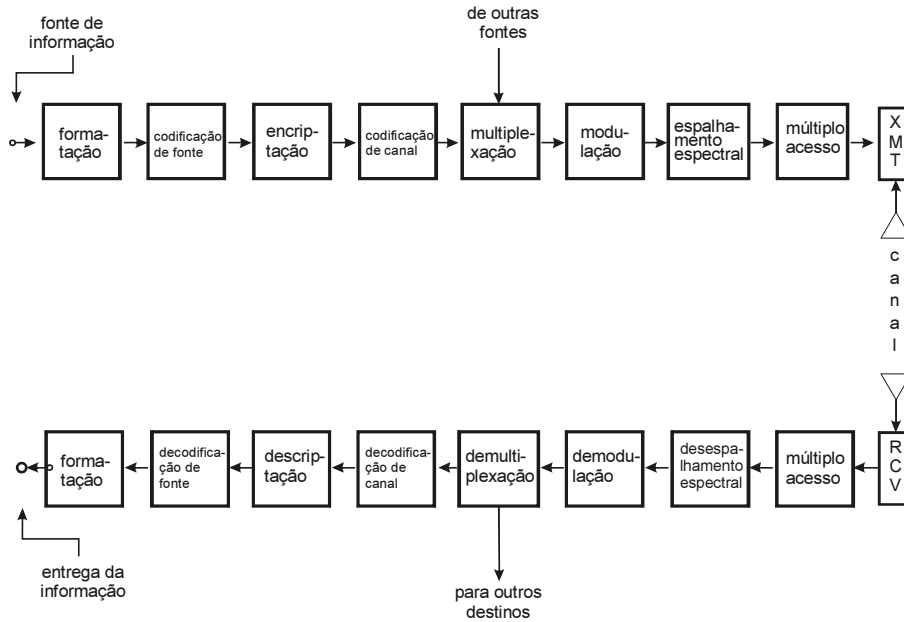 fonte de
informação
de outras
fontes
forma-
tação
codificação
de fonte
encrip-
tação
codificação
de canal
multiple-
xação
modu-
lação
espalha-
mento
espectral
múltiplo
acesso
X
M
T
c
a
n
a
l
forma-
tação
decodifica-
ção de
fonte
descrip-
tação
decodifica-
ção de
canal
demulti-
plexação
demodu-
lação
desespa-
lhamento
espectral
múltiplo
acesso
R
C
V
entrega da
informação
para outros
destinos